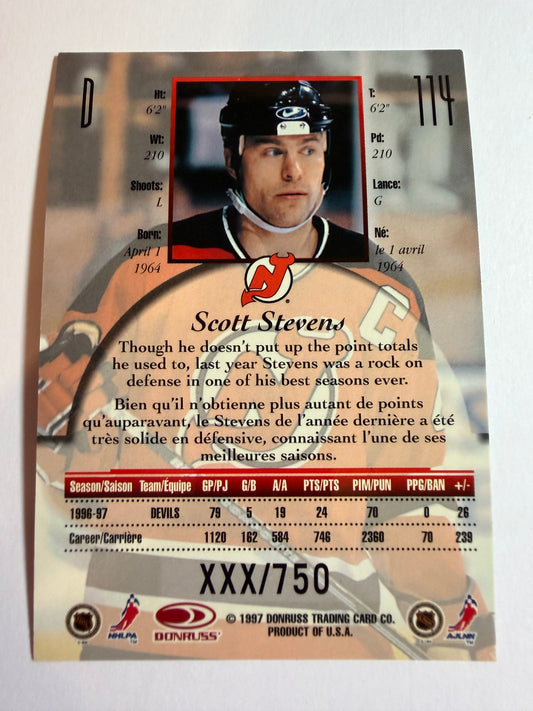 D
114
Ht:
6'2"
Wt:
210
Shoots:
L
Born:
April 1
1964
T:
6'2"
Pd:
210
Lance:
G
Né:
le 1 avril
1964
Scott Stevens
Though he doesn't put up the point totals
he used to, last year Stevens was a rock on
defense in one of his best seasons ever.
Bien qu'il n'obtienne plus autant de points
qu'auparavant, le Stevens de l'année dernière a été
très solide en défensive, connaissant l'une de ses
meilleures saisons.
Season/Saison Team/Équipe GP/PJ G/B A/A PTS/PTS PIM/PUN PPG/BAN +/-
1996-97 DEVILS 79 5 19 24 70 0 26
Career/Carrière 1120 162 584 746 2360 70 239
XXX/750
NHLPA
DONRUSS
© 1997 DONRUSS TRADING CARD CO.
PRODUCT OF U.S.A.
AJLNH